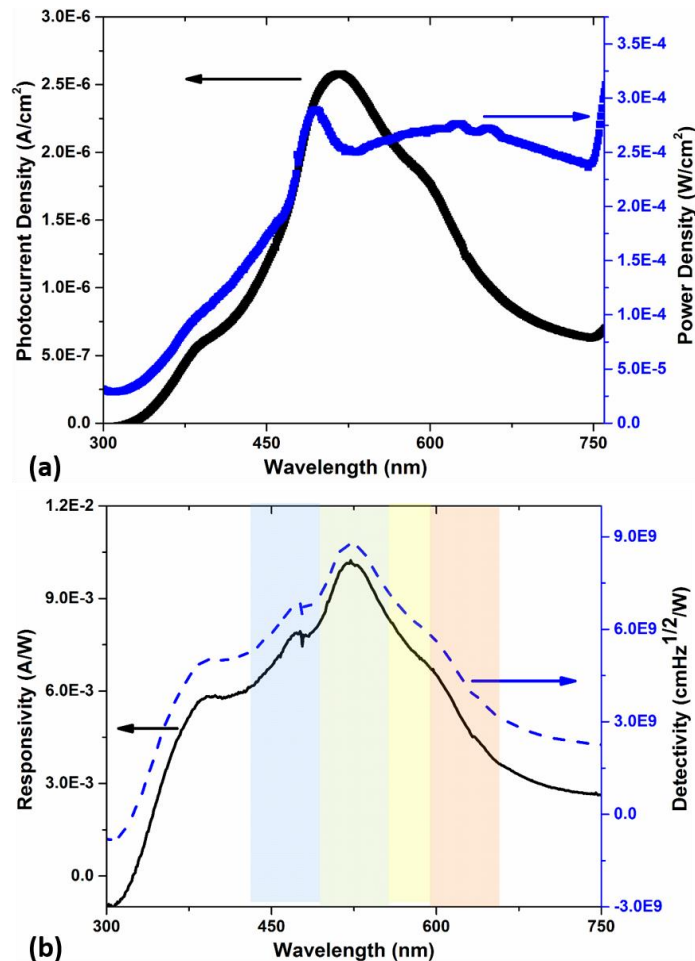 3.0E-6
2.5E-6
2.0E-6
1.5E-6
1.0E-6
5.0E-7
0.0
Photocurrent Density (A/cm²)
3.5E-4
3.0E-4
2.5E-4
2.0E-4
1.5E-4
1.0E-4
5.0E-5
0.0
Power Density (W/cm²)
300 450 600 750
Wavelength (nm)
(a)
1.2E-2
9.0E-3
6.0E-3
3.0E-3
0.0
Responsivity (A/W)
9.0E9
6.0E9
3.0E9
0.0
-3.0E9
Detectivity (cmHz^1/2/W)
300 450 600 750
Wavelength (nm)
(b)